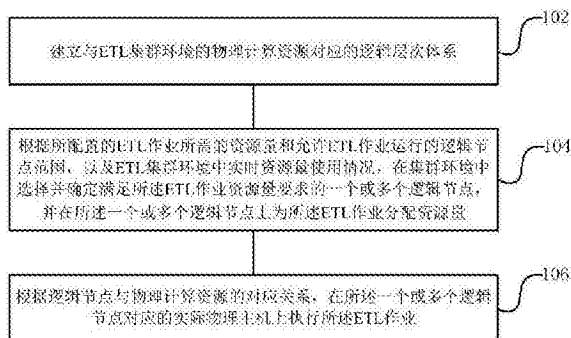 102
建立与ETL集群环境的物理计算资源对应的逻辑层次体系
104
根据所配置的ETL作业所需的资源量和允许ETL作业运行的逻辑节
点范围，以及ETL集群环境中实时资源量使用情况，在集群环境中
选择并确定满足所述ETL作业资源量要求的一个或多个逻辑节点，
并在所述一个或多个逻辑节点上为所述ETL作业分配资源量
106
根据逻辑节点与物理计算资源的对应关系，在所述一个或多个逻辑
节点对应的实际物理主机上执行所述ETL作业